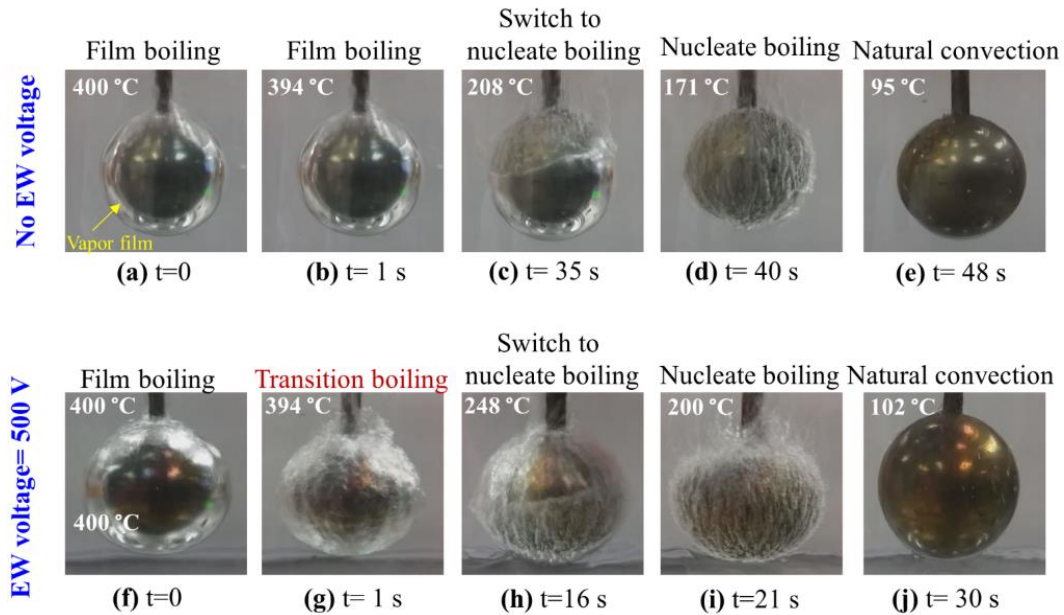 No EW voltage
Film boiling
Film boiling
Switch to
nucleate boiling
Nucleate boiling
Natural convection
400 °C
394 °C
208 °C
171 °C
95 °C
Vapor film
(a) t=0
(b) t= 1 s
(c) t= 35 s
(d) t= 40 s
(e) t= 48 s
EW voltage= 500 V
Film boiling
Transition boiling
Switch to
nucleate boiling
Nucleate boiling
Natural convection
400 °C
394 °C
248 °C
200 °C
102 °C
400 °C
(f) t=0
(g) t= 1 s
(h) t=16 s
(i) t=21 s
(j) t= 30 s